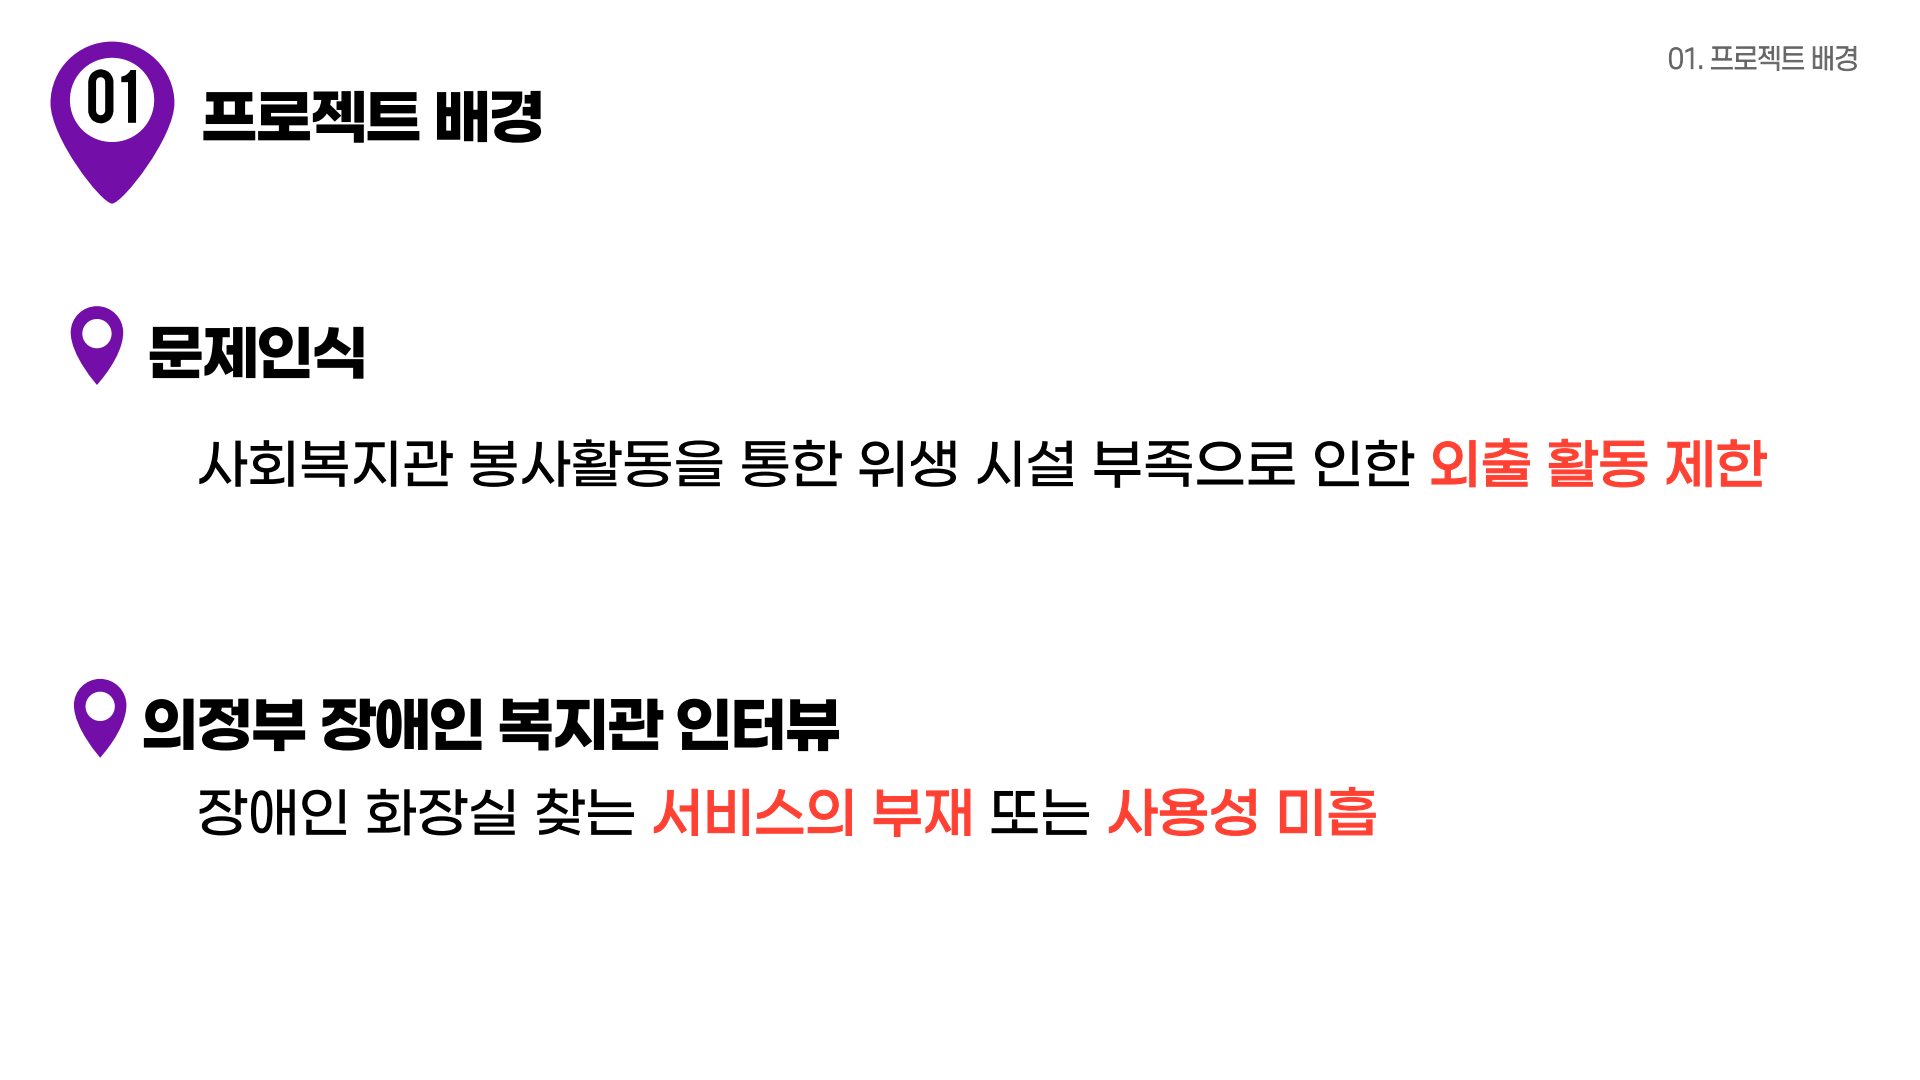 01
프로젝트 배경
01. 프로젝트 배경
문제인식
사회복지관 봉사활동을 통한 위생 시설 부족으로 인한 외출 활동 제한
의정부 장애인 복지관 인터뷰
장애인 화장실 찾는 서비스의 부재 또는 사용성 미흡